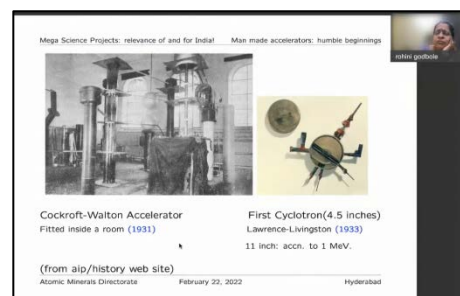 Mega Science Projects: relevance of and for India! Man made accelerators: humble beginnings
rohini godbole
Cockroft-Walton Accelerator First Cyclotron(4.5 inches)
Fitted inside a room (1931) Lawrence-Livingston (1933)
11 inch: accn. to 1 MeV.
(from aip/history web site)
Atomic Minerals Directorate February 22, 2022 Hyderabad